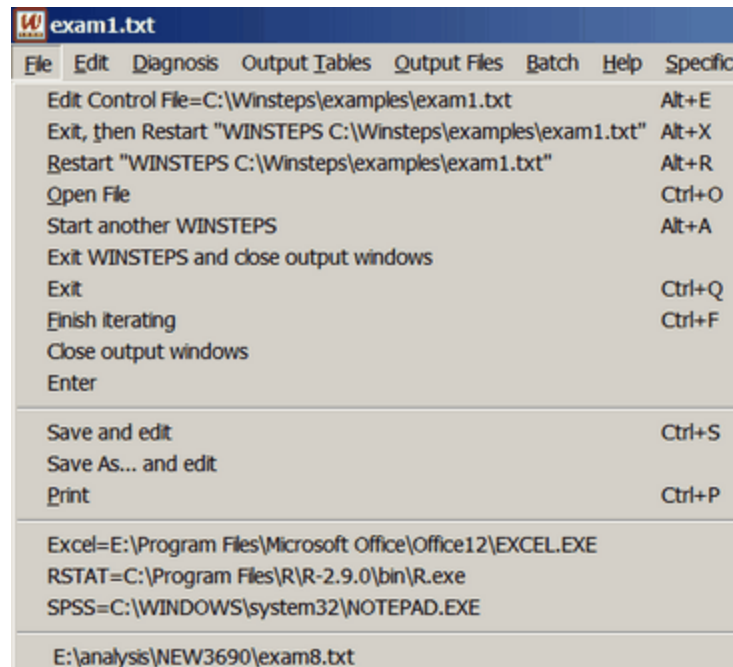 exam1.txt
File Edit Diagnosis Output Tables Output Files Batch Help Specific
Edit Control File=C:\Winsteps\examples\exam1.txt Alt+E
Exit, then Restart "WINSTEPS C:\Winsteps\examples\exam1.txt" Alt+X
Restart "WINSTEPS C:\Winsteps\examples\exam1.txt" Alt+R
Open File Ctrl+O
Start another WINSTEPS Alt+A
Exit WINSTEPS and close output windows
Exit Ctrl+Q
Finish iterating Ctrl+F
Close output windows
Enter
Save and edit Ctrl+S
Save As... and edit
Print Ctrl+P
Excel=E:\Program Files\Microsoft Office\Office12\EXCEL.EXE
RSTAT=C:\Program Files\R\R-2.9.0\bin\R.exe
SPSS=C:\WINDOWS\system32\NOTEPAD.EXE
E:\analysis\NEW3690\exam8.txt